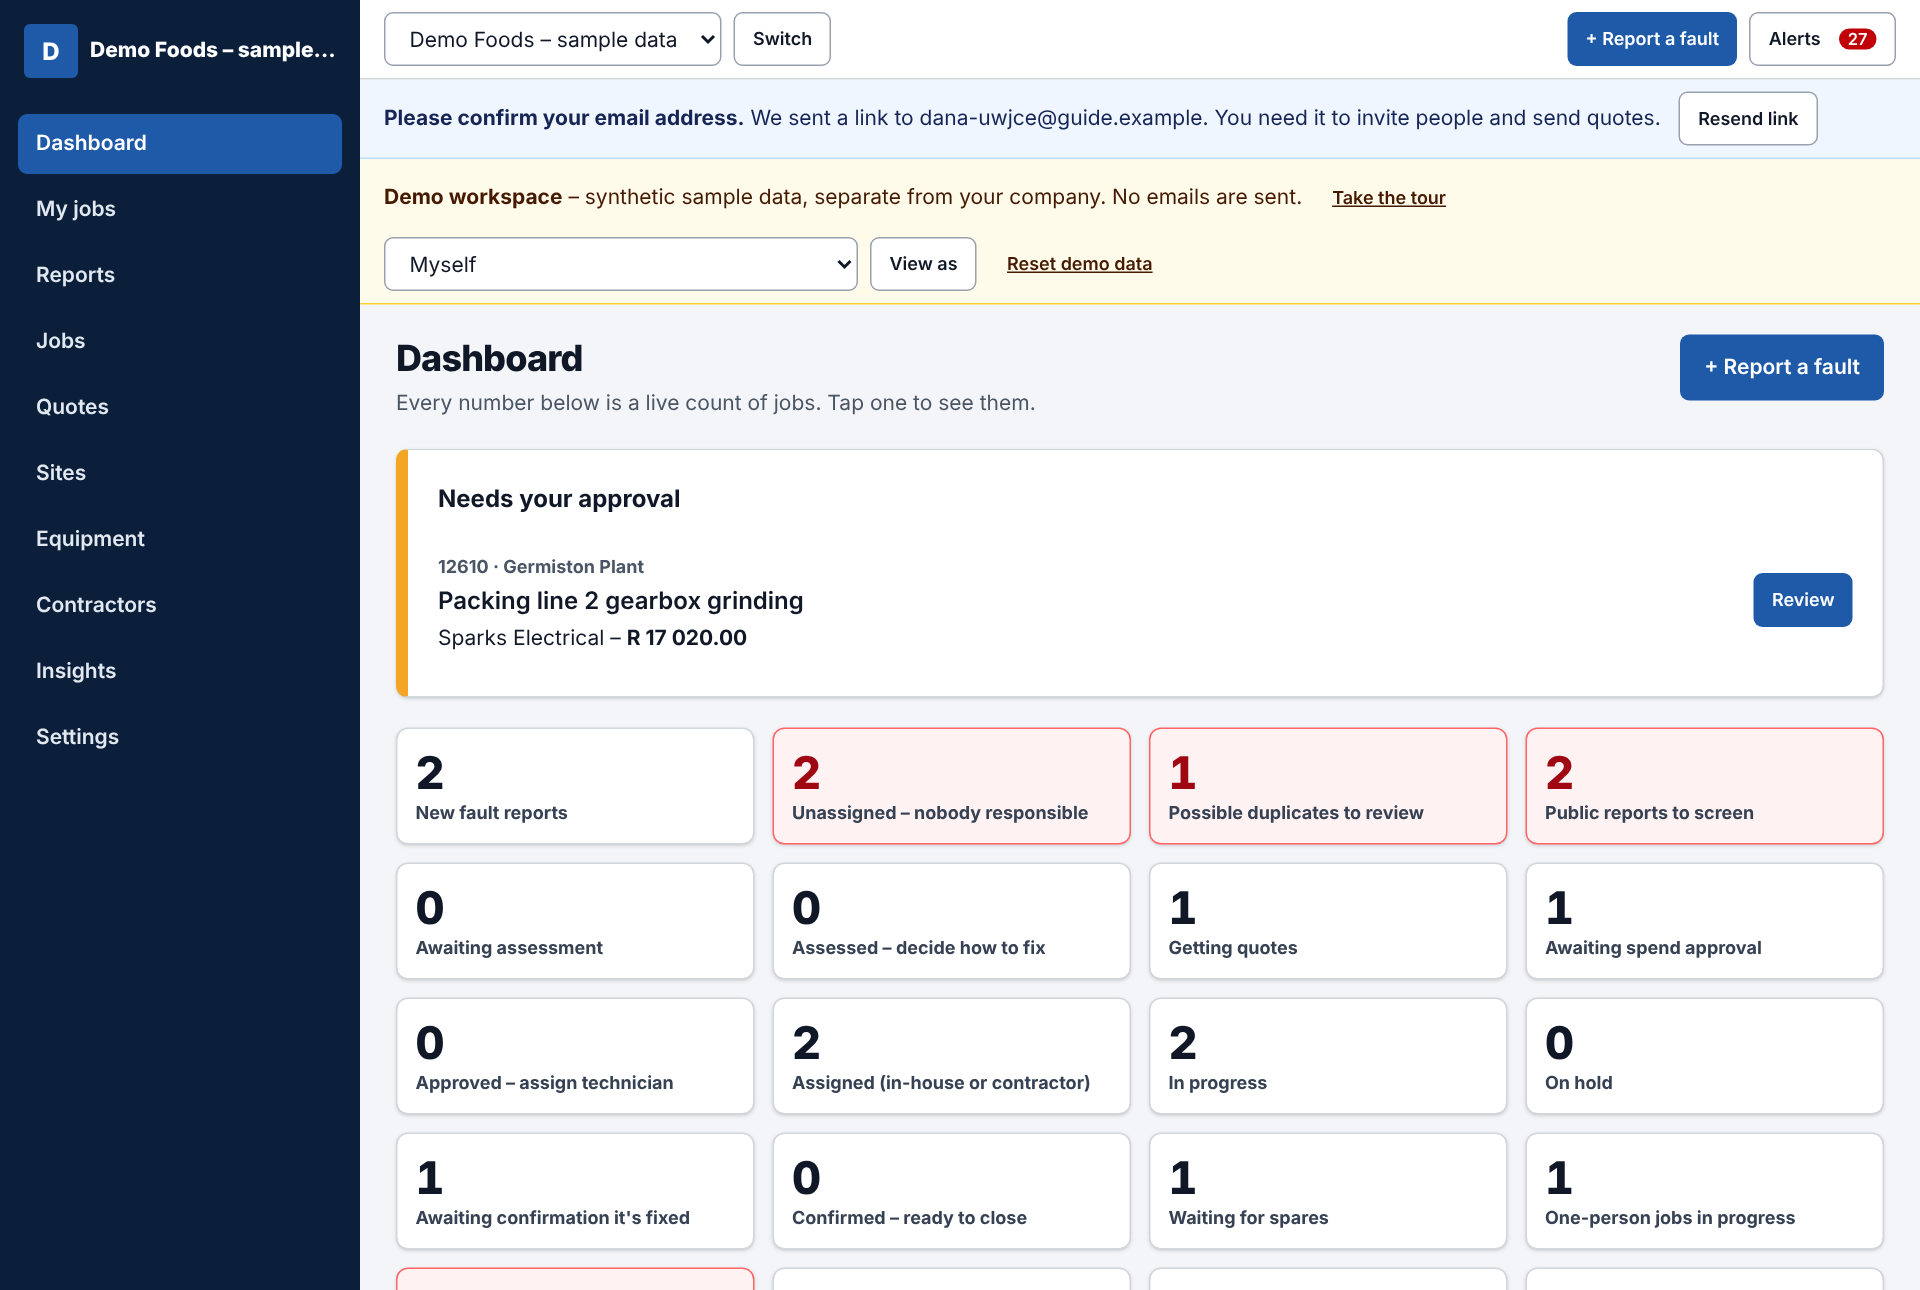 D
Demo Foods – sample...
Dashboard
My jobs
Reports
Jobs
Quotes
Sites
Equipment
Contractors
Insights
Settings
Demo Foods – sample data
Switch
+ Report a fault
Alerts 27
Please confirm your email address. We sent a link to dana-uwjce@guide.example. You need it to invite people and send quotes.
Resend link
Demo workspace – synthetic sample data, separate from your company. No emails are sent.
Take the tour
Myself
View as
Reset demo data
Dashboard
Every number below is a live count of jobs. Tap one to see them.
+ Report a fault
Needs your approval
12610 · Germiston Plant
Packing line 2 gearbox grinding
Sparks Electrical – R 17 020.00
Review
2
New fault reports
2
Unassigned – nobody responsible
1
Possible duplicates to review
2
Public reports to screen
0
Awaiting assessment
0
Assessed – decide how to fix
1
Getting quotes
1
Awaiting spend approval
0
Approved – assign technician
2
Assigned (in-house or contractor)
2
In progress
0
On hold
1
Awaiting confirmation it's fixed
0
Confirmed – ready to close
1
Waiting for spares
1
One-person jobs in progress